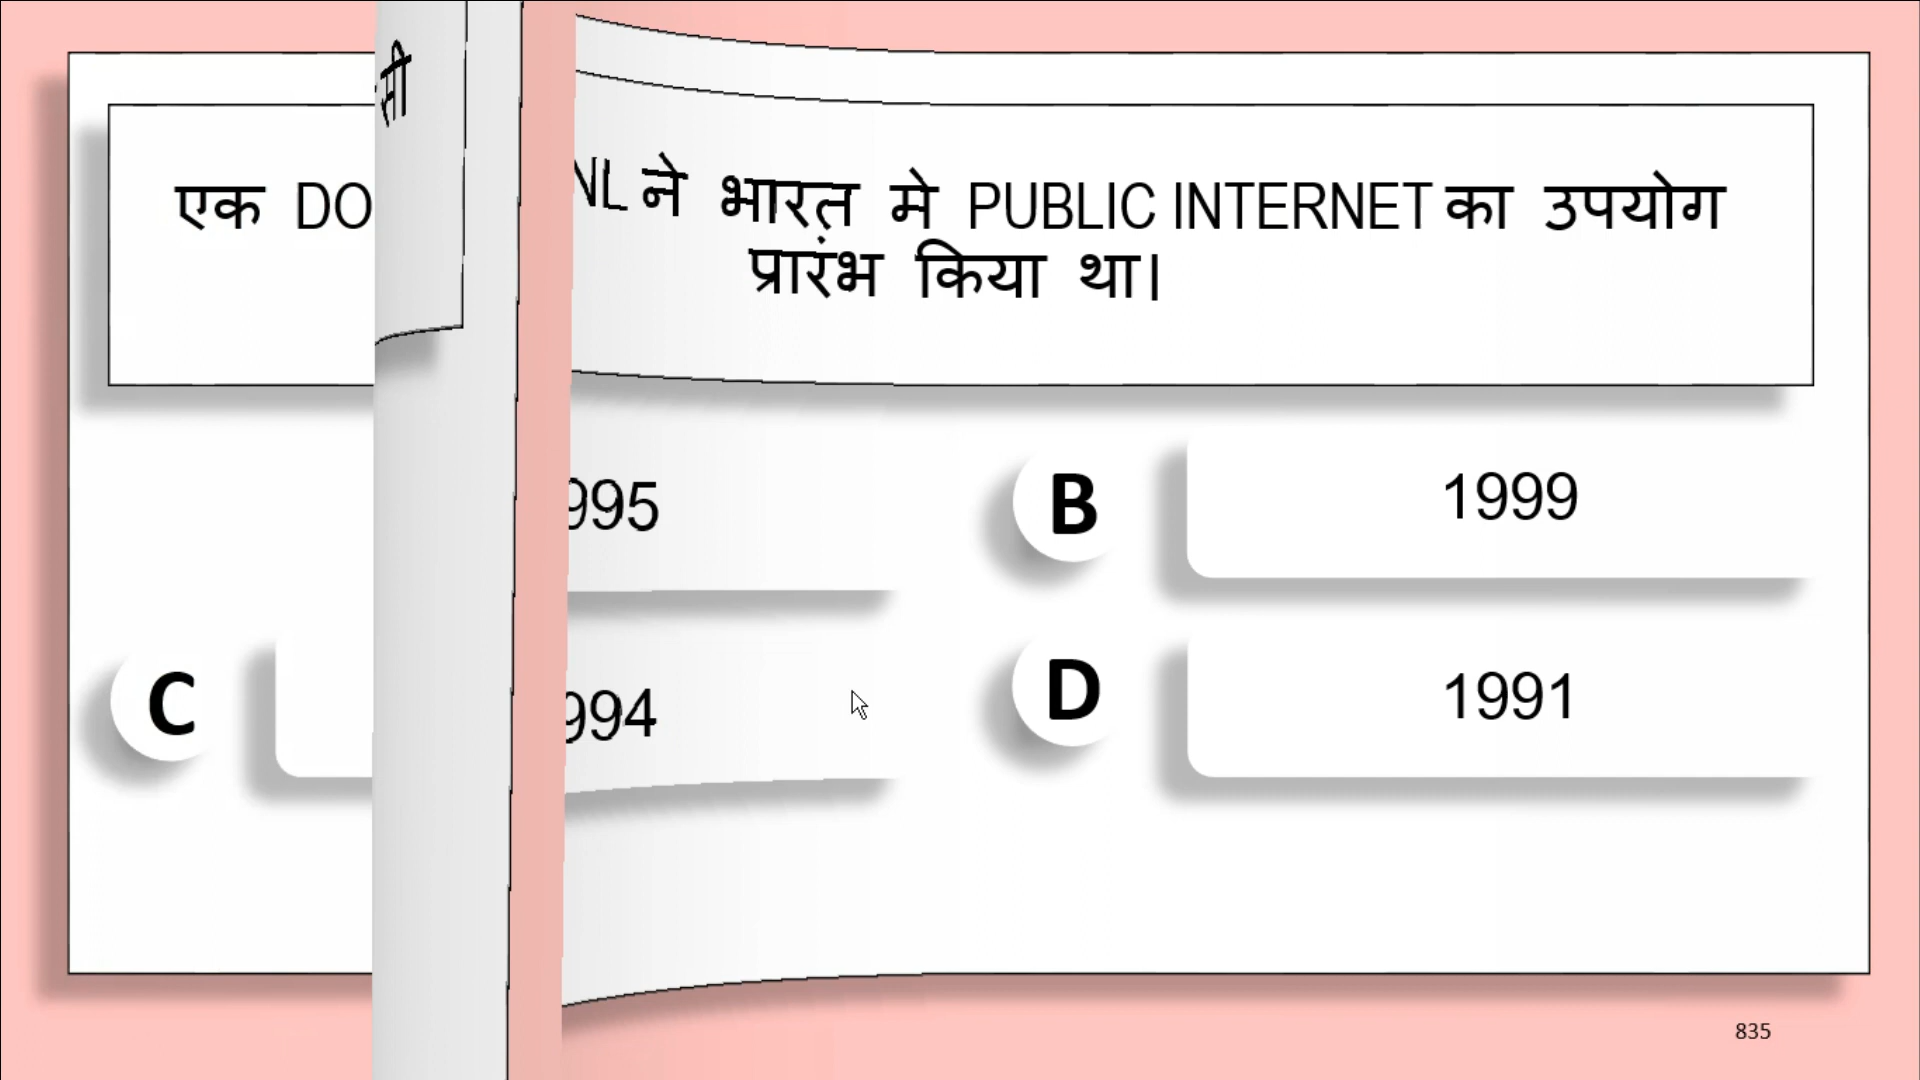 सी
एक DO NL ने भारत मे PUBLIC INTERNET का उपयोग
प्रारंभ किया था।
995
B 1999
C 994
D 1991
835